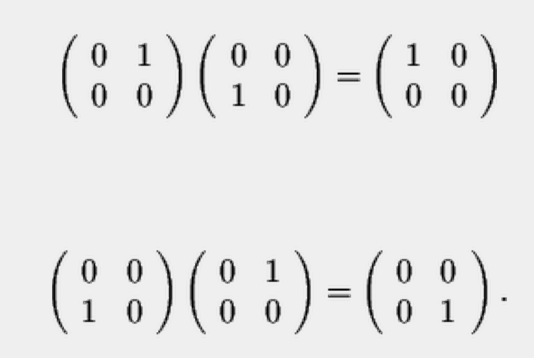 ( 0 1 ) ( 0 0 ) = ( 1 0 )
( 0 0 ) ( 1 0 ) ( 0 0 )
( 0 0 ) ( 0 1 ) = ( 0 0 )
( 1 0 ) ( 0 0 ) ( 0 1 ) .